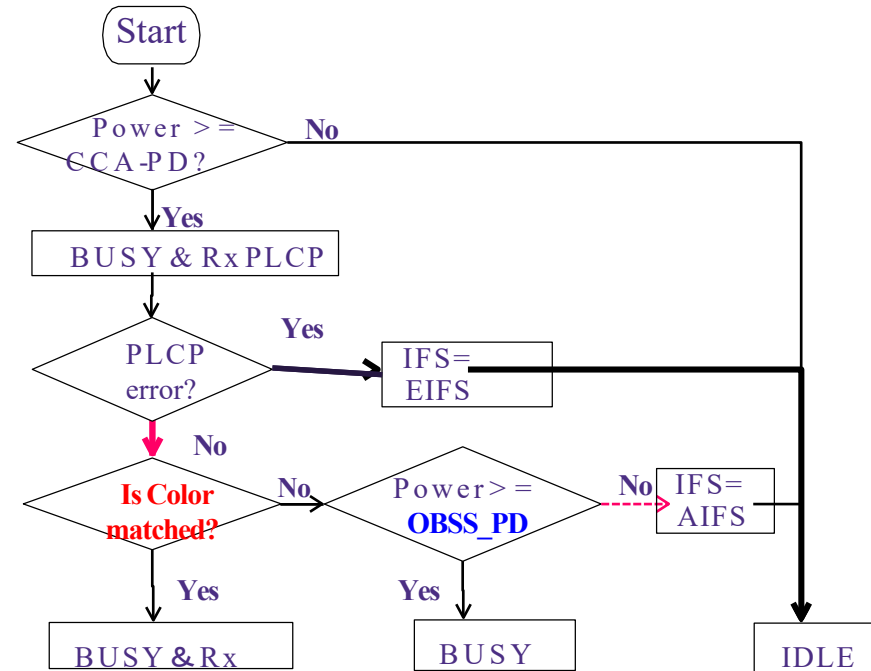 Start
Power >=
CCA-PD?
No
Yes
BUSY & Rx PLCP
PLCP
error?
Yes
IFS=
EIFS
No
Is Color
matched?
No
Power>=
OBSS_PD
No
IFS=
AIFS
Yes
Yes
BUSY & Rx
BUSY
IDLE